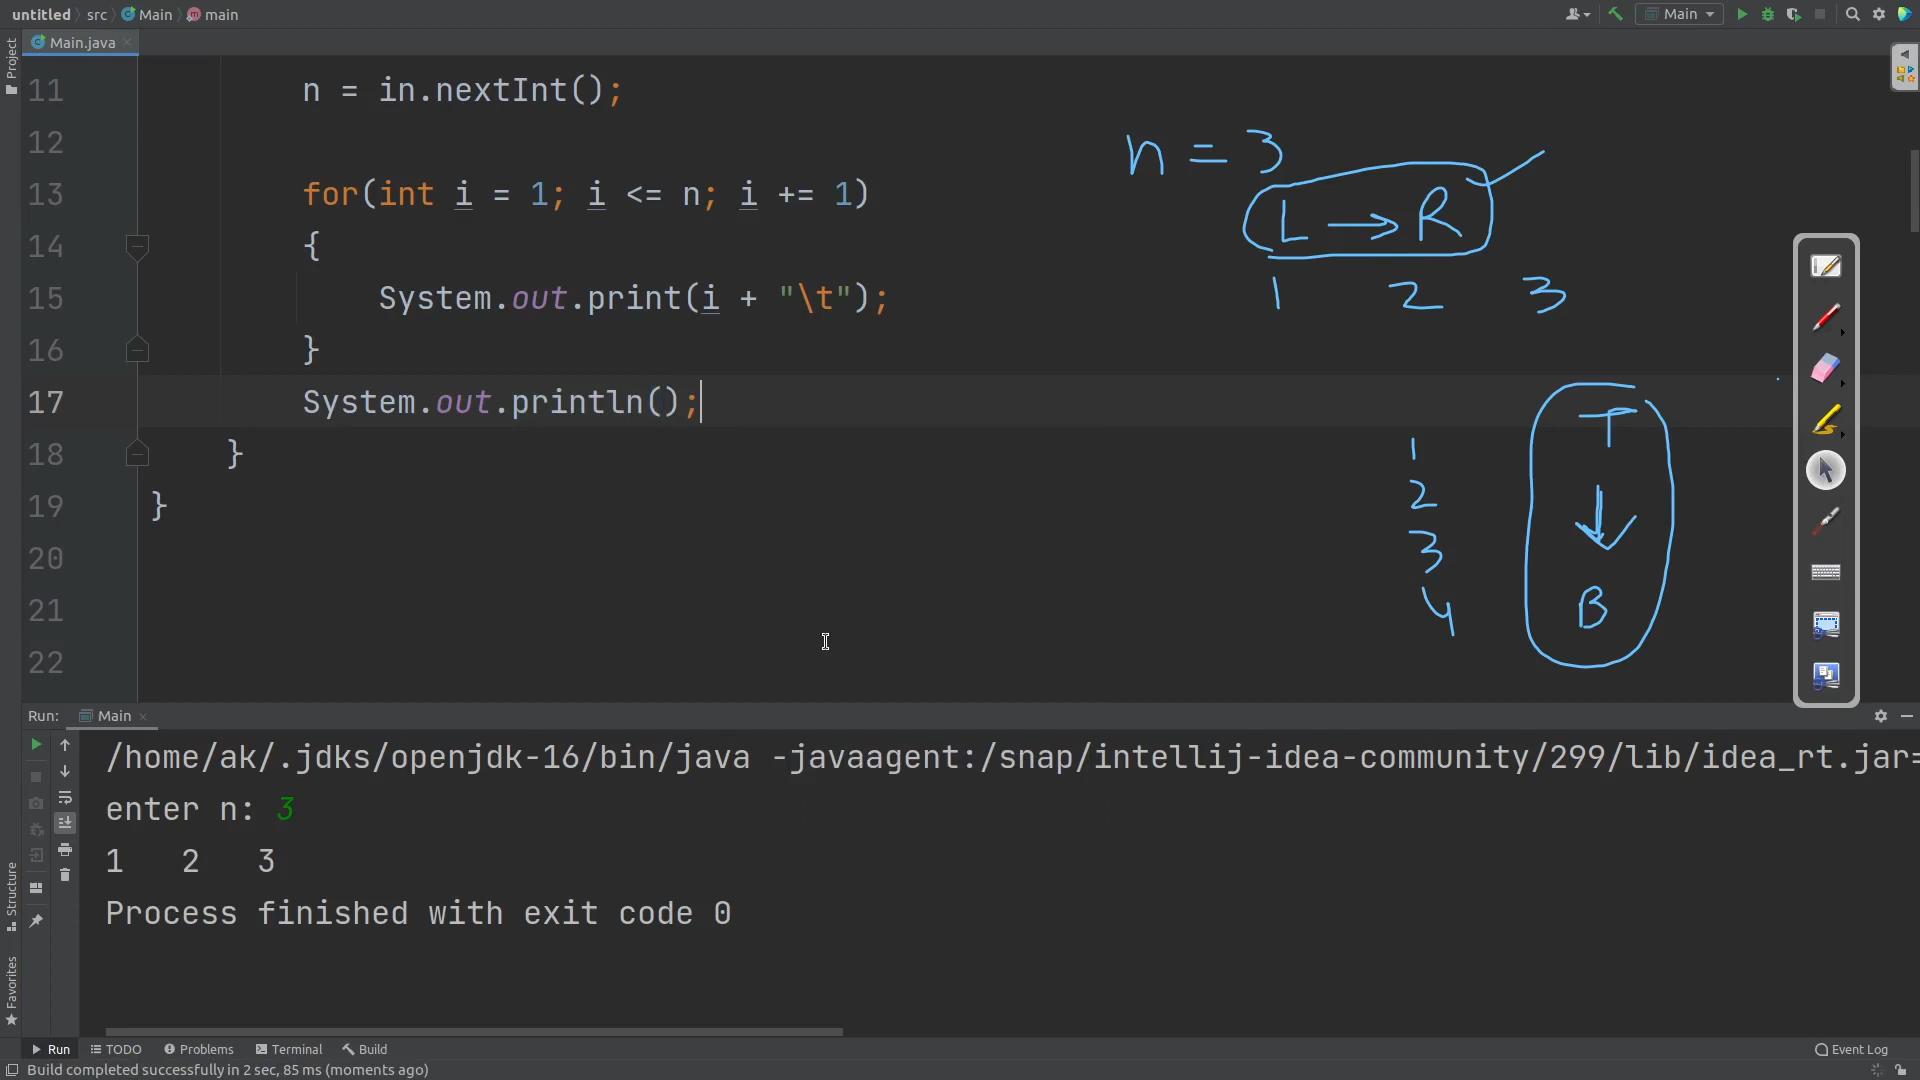 untitled src Main main
Main
Project
Main.java
11 n = in.nextInt();
12
13 for(int i = 1; i <= n; i += 1)
14 {
15 System.out.print(i + "\t");
16 }
17 System.out.println();
18 }
19 }
20
21
22
n = 3
L → R
1 2 3
T
1
2
3
4
B
Run: Main
/home/ak/.jdks/openjdk-16/bin/java -javaagent:/snap/intellij-idea-community/299/lib/idea_rt.jar=
enter n: 3
1 2 3
Process finished with exit code 0
Structure
Favorites
Run TODO Problems Terminal Build Event Log
Build completed successfully in 2 sec, 85 ms (moments ago)